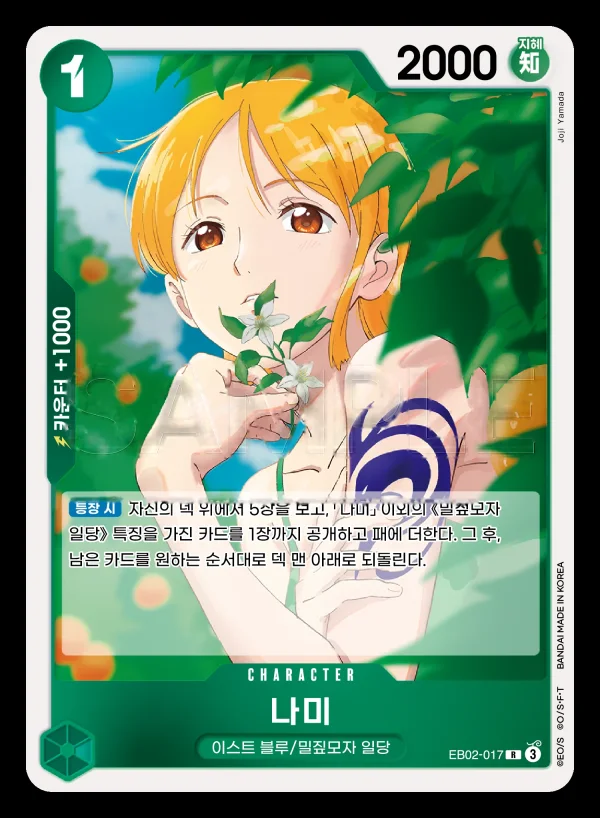 1
2000
지혜
知
Joji Yamada
카운터 +1000
SAMPLE
등장 시 자신의 덱 위에서 5장을 보고, 「나미」 이외의 《밀짚모자
일당》 특징을 가진 카드를 1장까지 공개하고 패에 더한다. 그 후,
남은 카드를 원하는 순서대로 덱 맨 아래로 되돌린다.
CHARACTER
나미
이스트 블루/밀짚모자 일당
EB02-017 R 3
©EO/S ©O/S·F·T BANDAI MADE IN KOREA